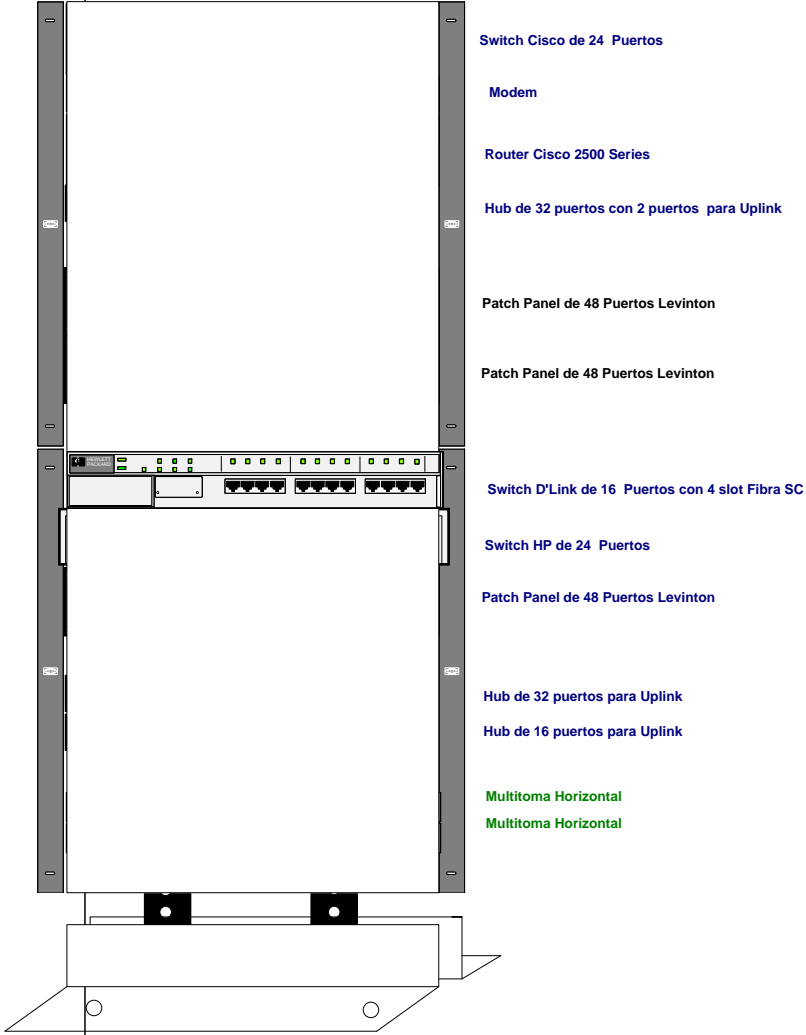 Switch Cisco de 24 Puertos
Modem
Router Cisco 2500 Series
Hub de 32 puertos con 2 puertos para Uplink
Patch Panel de 48 Puertos Levinton
Patch Panel de 48 Puertos Levinton
HEWLETT
PACKARD
Switch D'Link de 16 Puertos con 4 slot Fibra SC
Switch HP de 24 Puertos
Patch Panel de 48 Puertos Levinton
Hub de 32 puertos para Uplink
Hub de 16 puertos para Uplink
Multitoma Horizontal
Multitoma Horizontal